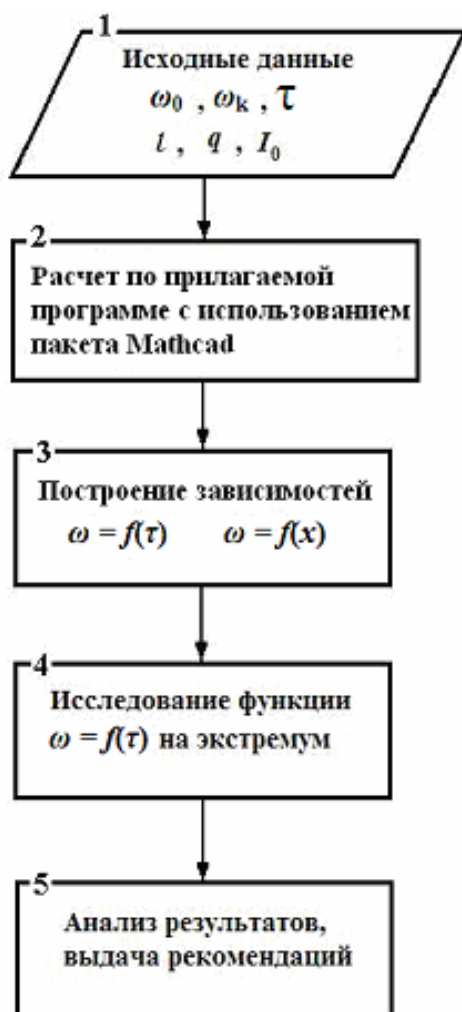 1
Исходные данные
ω₀ , ωₖ , τ
t , q , I₀
2
Расчет по прилагаемой
программе с использованием
пакета Mathcad
3
Построение зависимостей
ω = f(τ) ω = f(x)
4
Исследование функции
ω = f(τ) на экстремум
5
Анализ результатов,
выдача рекомендаций